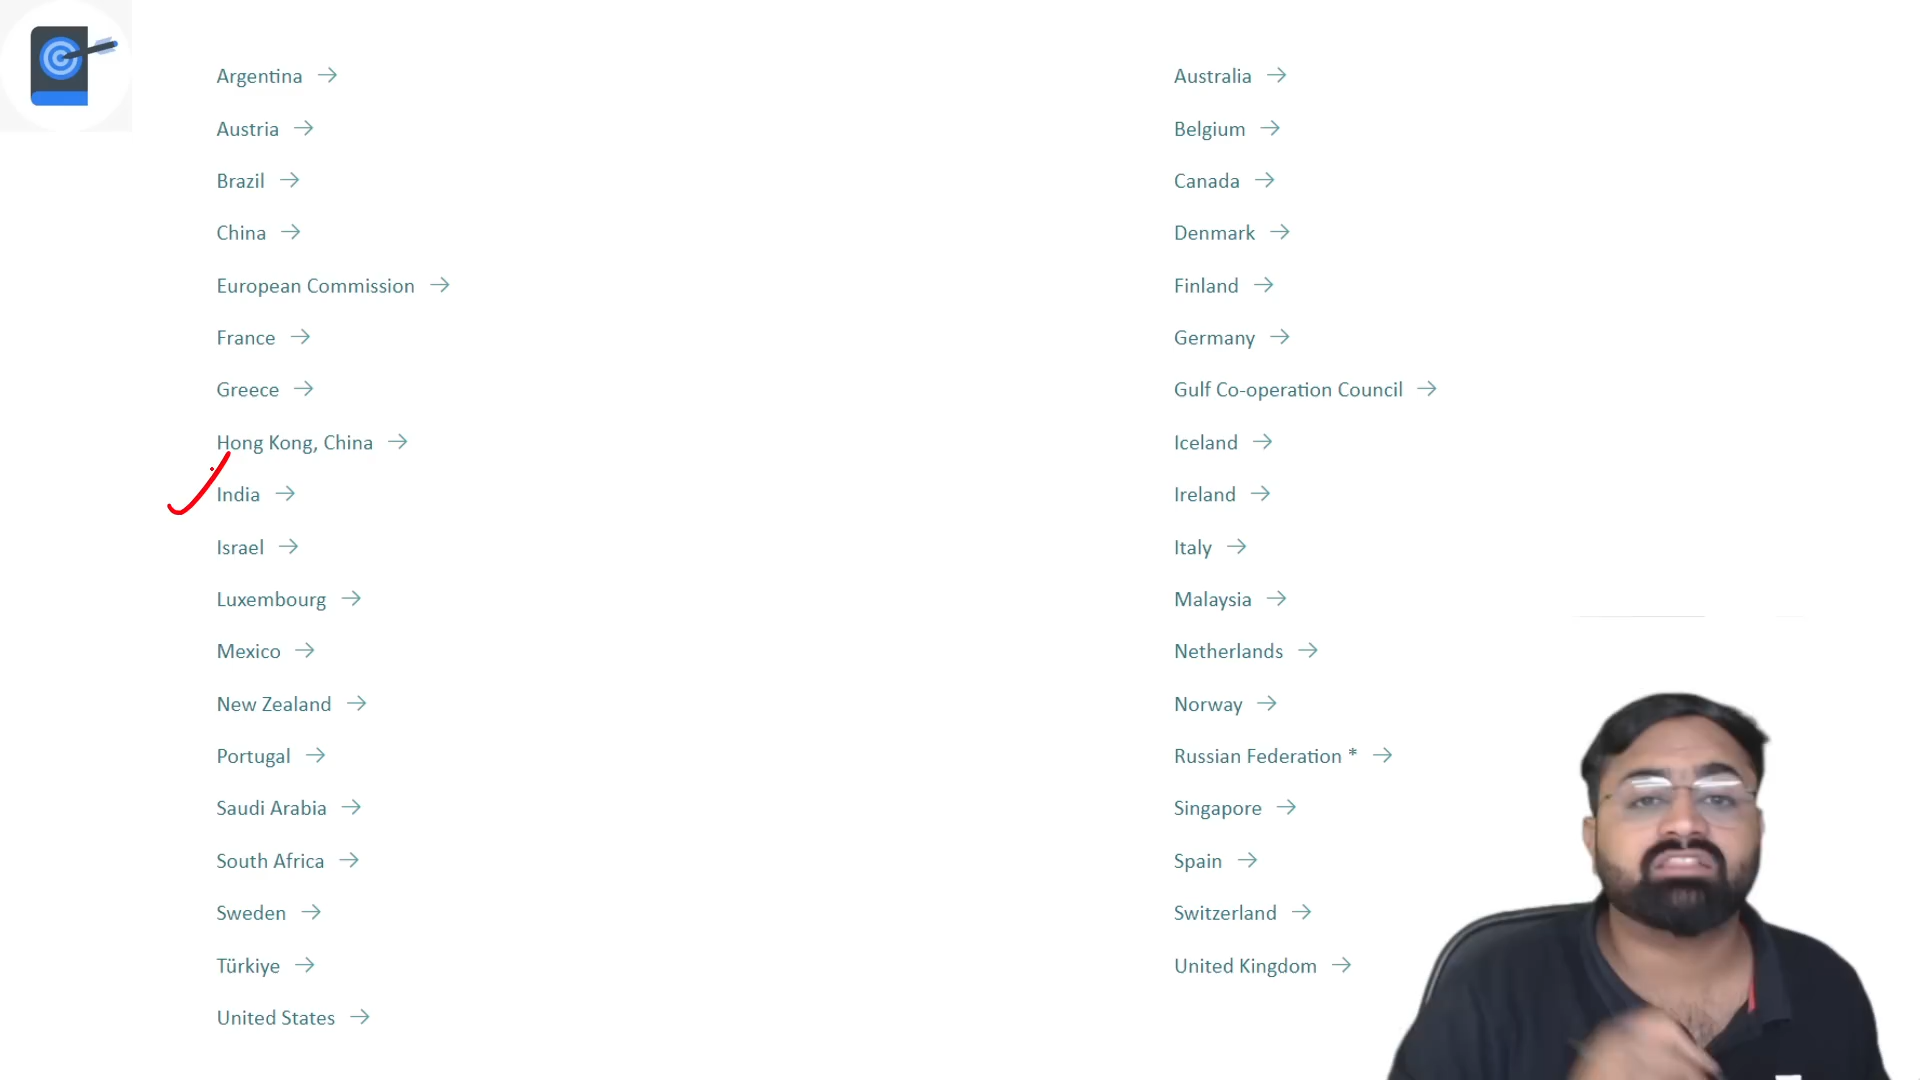 Argentina
Austria
Brazil
China
European Commission
France
Greece
Hong Kong, China
India
Israel
Luxembourg
Mexico
New Zealand
Portugal
Saudi Arabia
South Africa
Sweden
Türkiye
United States
Australia
Belgium
Canada
Denmark
Finland
Germany
Gulf Co-operation Council
Iceland
Ireland
Italy
Malaysia
Netherlands
Norway
Russian Federation *
Singapore
Spain
Switzerland
United Kingdom